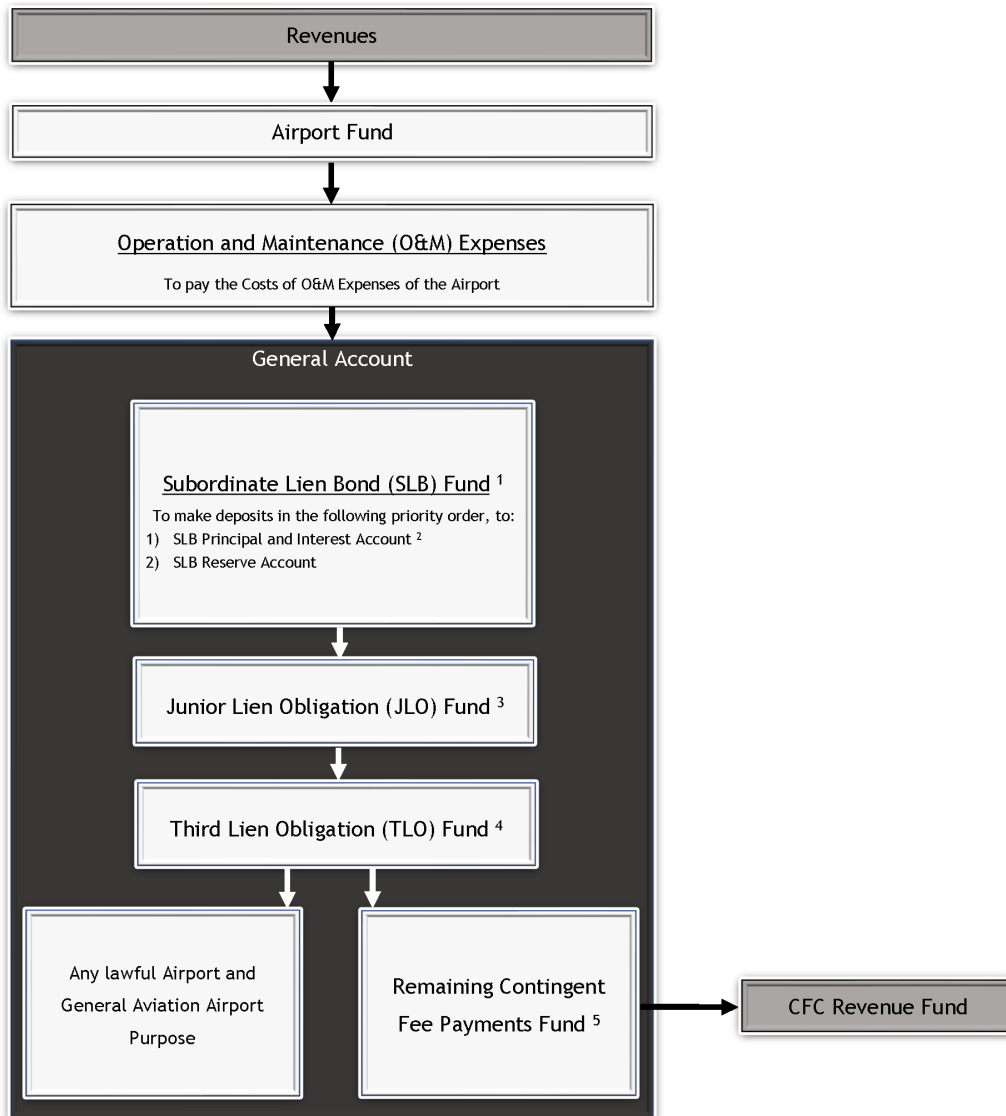 Revenues
Airport Fund
Operation and Maintenance (O&M) Expenses
To pay the Costs of O&M Expenses of the Airport
General Account
Subordinate Lien Bond (SLB) Fund 1
To make deposits in the following priority order, to:
1) SLB Principal and Interest Account 2
2) SLB Reserve Account
Junior Lien Obligation (JLO) Fund 3
Third Lien Obligation (TLO) Fund 4
Any lawful Airport and
General Aviation Airport
Purpose
Remaining Contingent
Fee Payments Fund 5
CFC Revenue Fund